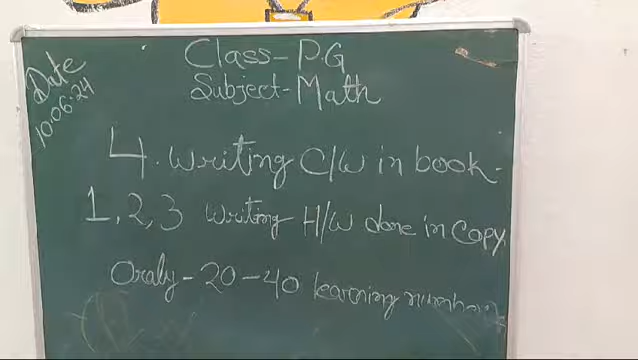 Date
10.06.24
Class-P.G
Subject-Math
4. writing C/W in book.
1, 2, 3 writing H/W done in copy
Oraly-20-40 learning number